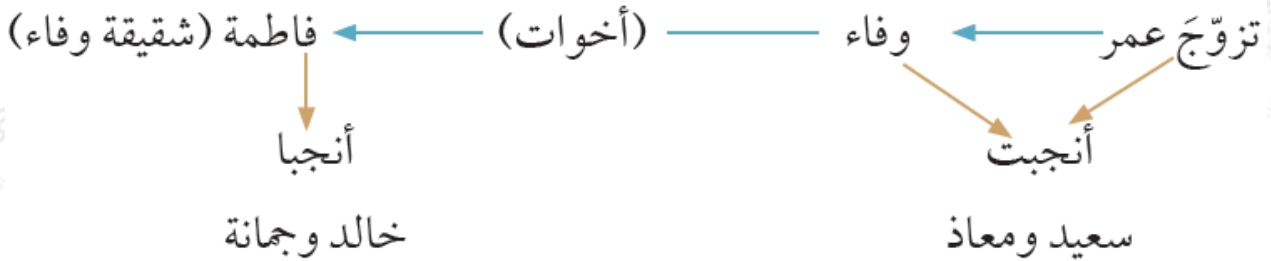 تزوّجَ عمر وفاء (أخوات) فاطمة (شقيقة وفاء)
أنجبت أنجبا
سعيد ومعاذ خالد وجمانة